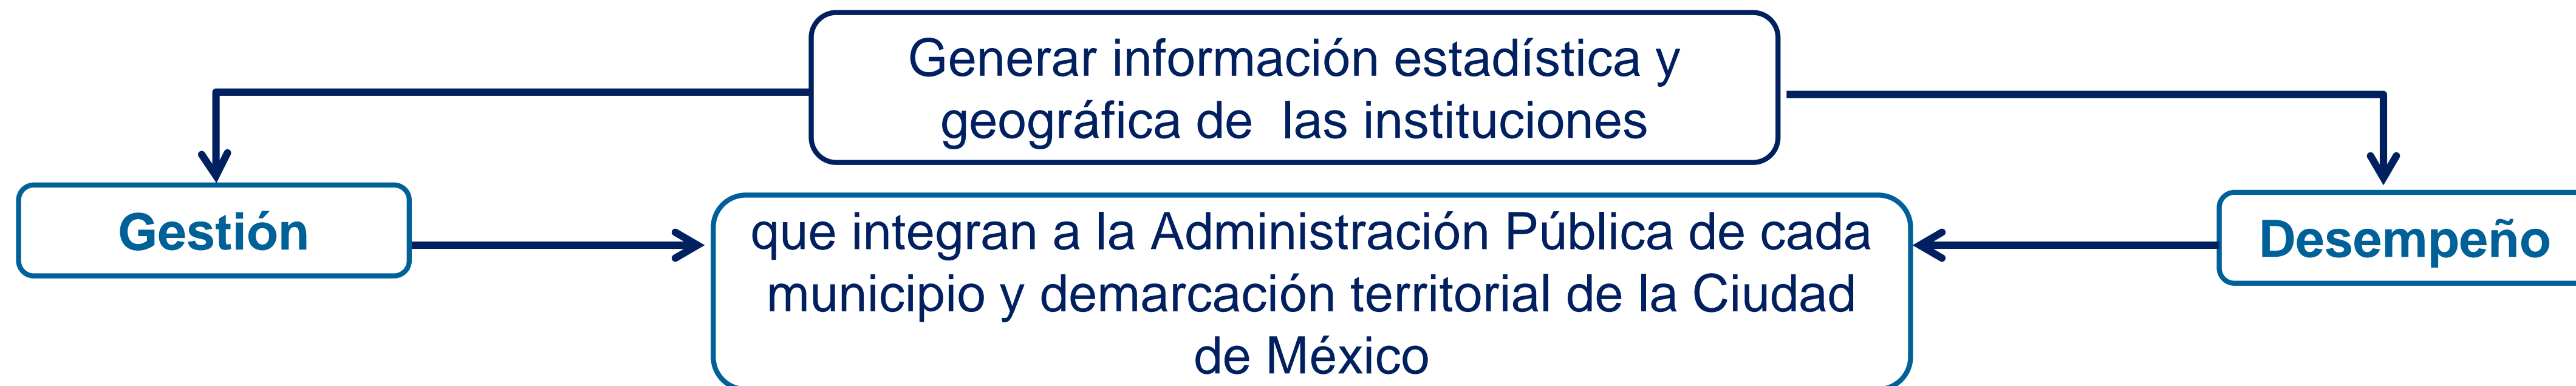 Generar información estadística y
geográfica de  las instituciones
Gestión
que integran a la Administración Pública de cada
municipio y demarcación territorial de la Ciudad
de México
Desempeño